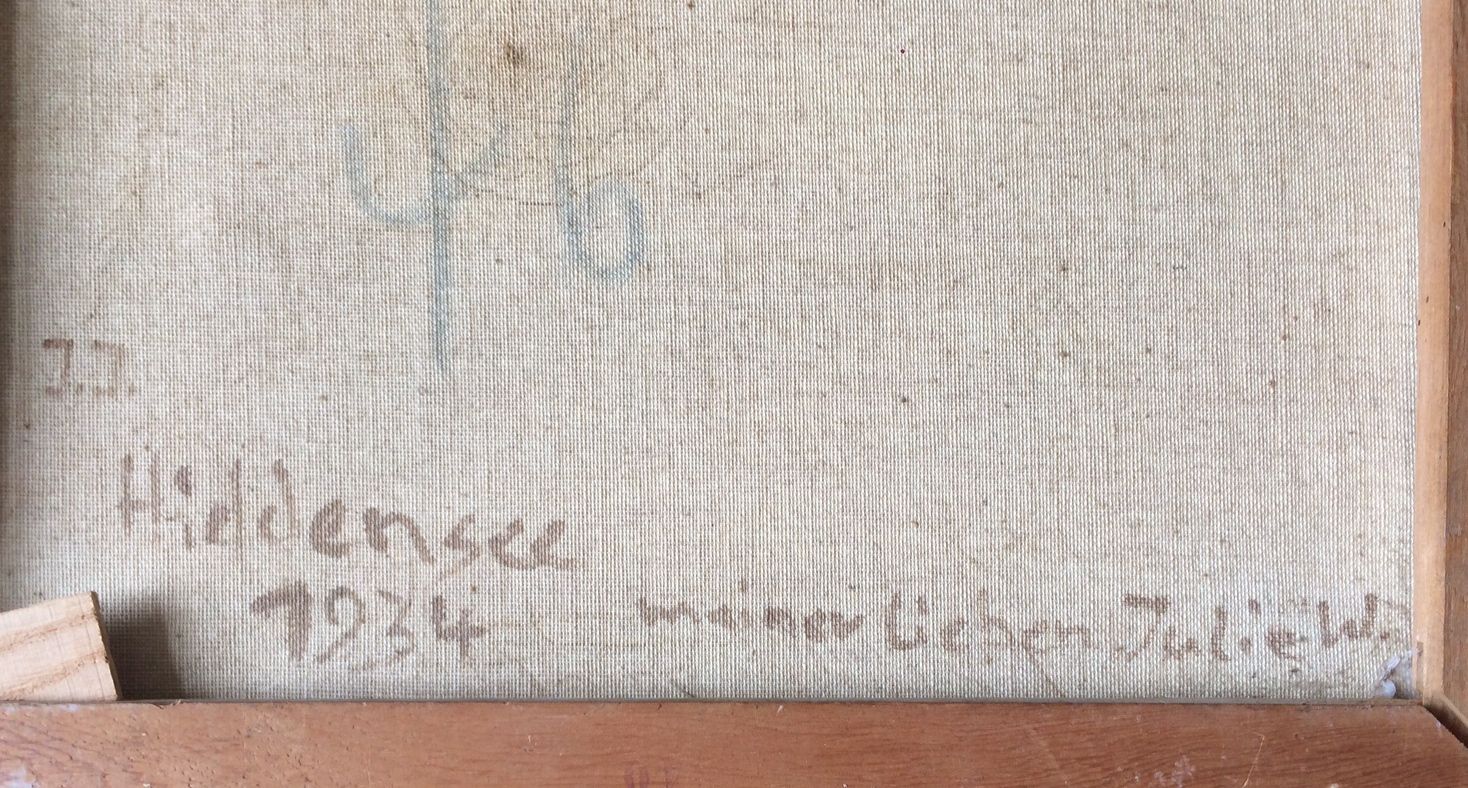 46
J.J.
Hiddensee
1934
meiner lieben Julie W.